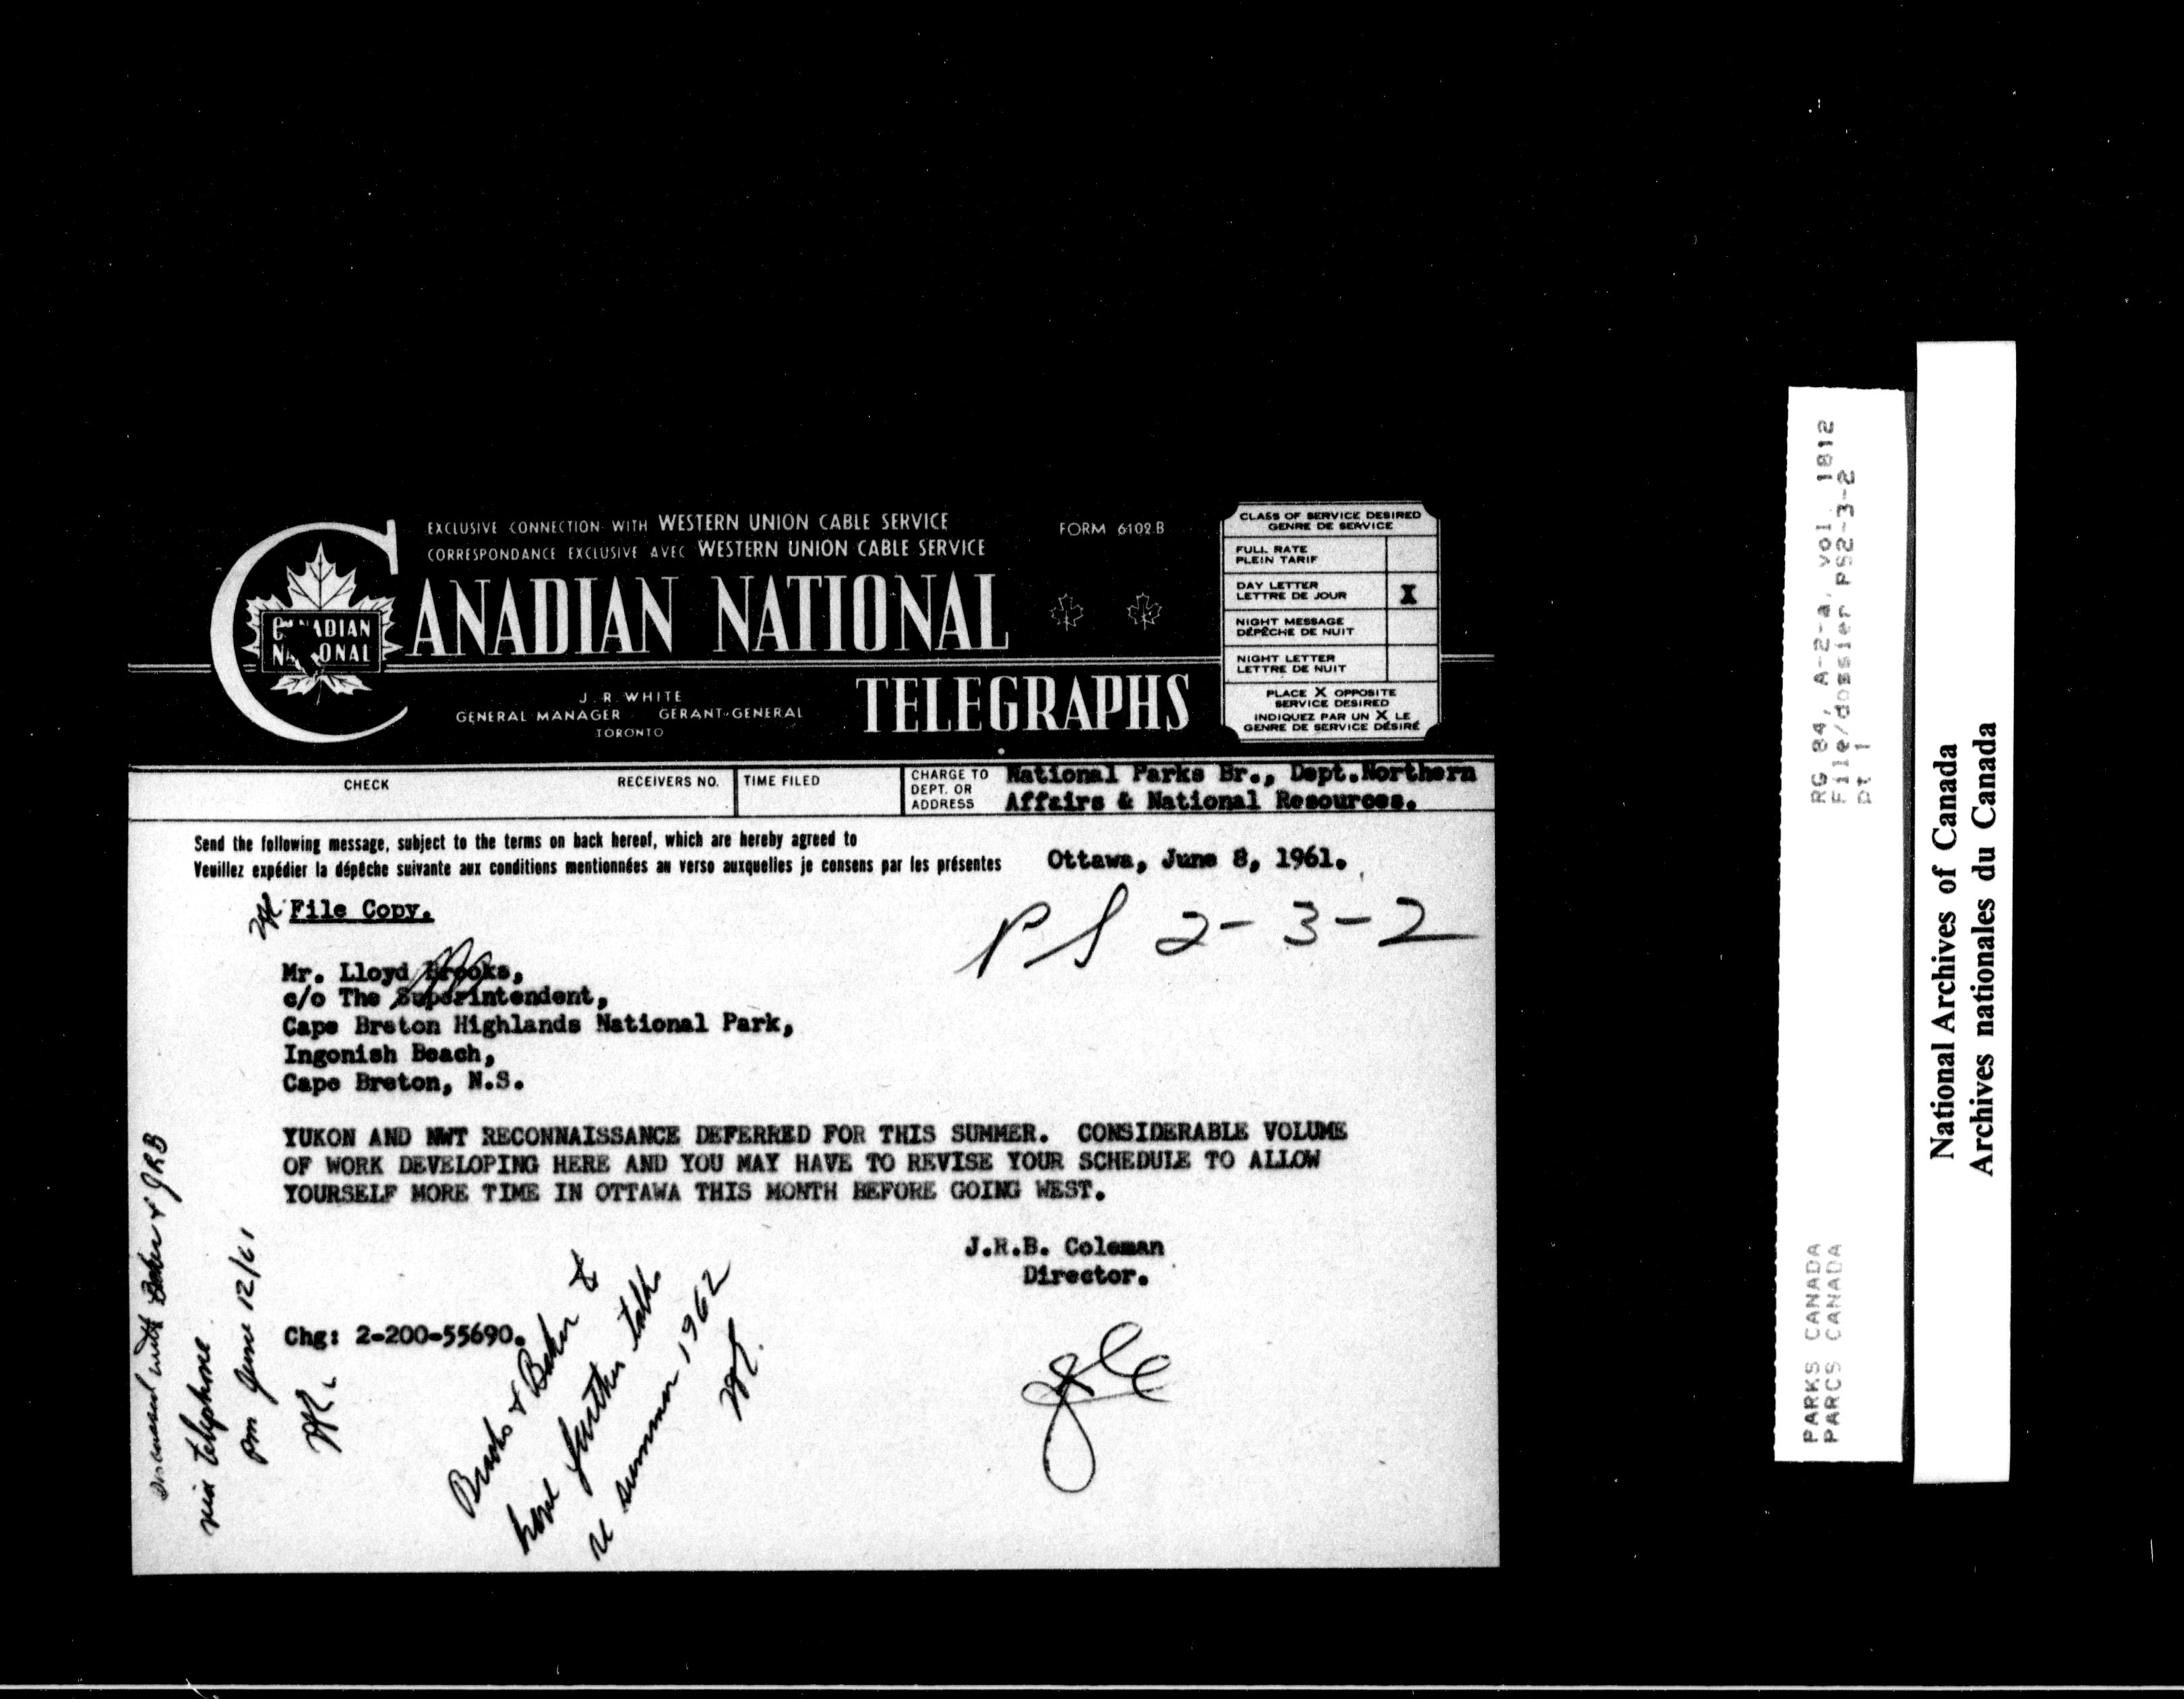 EXCLUSIVE CONNECTION WITH WESTERN UNION CABLE SERVICE
CORRESPONDANCE EXCLUSIVE AVEC WESTERN UNION CABLE SERVICE
FORM 6102.B
CANADIAN NATIONAL
TELEGRAPHS
J. R. WHITE
GENERAL MANAGER GERANT-GENERAL
TORONTO
CLASS OF SERVICE DESIRED
GENRE DE SERVICE
FULL RATE
PLEIN TARIF
DAY LETTER
LETTRE DE JOUR X
NIGHT MESSAGE
DÉPÊCHE DE NUIT
NIGHT LETTER
LETTRE DE NUIT
PLACE X OPPOSITE
SERVICE DESIRED
INDIQUEZ PAR UN X LE
GENRE DE SERVICE DÉSIRÉ
CHECK RECEIVERS NO. TIME FILED
CHARGE TO
DEPT. OR
ADDRESS
National Parks Br., Dept.Northern
Affairs & National Resources.
Send the following message, subject to the terms on back hereof, which are hereby agreed to
Veuillez expédier la dépêche suivante aux conditions mentionnées au verso auxquelles je consens par les présentes
Ottawa, June 8, 1961.
File Copy.
PS 2-3-2
Mr. Lloyd Brooks,
c/o The Superintendent,
Cape Breton Highlands National Park,
Ingonish Beach,
Cape Breton, N.S.
YUKON AND NWT RECONNAISSANCE DEFERRED FOR THIS SUMMER. CONSIDERABLE VOLUME
OF WORK DEVELOPING HERE AND YOU MAY HAVE TO REVISE YOUR SCHEDULE TO ALLOW
YOURSELF MORE TIME IN OTTAWA THIS MONTH BEFORE GOING WEST.
J.R.B. Coleman
Director.
Chg: 2-200-55690.
Discussed with Baker & JRB
via telephone
pm June 12/61
Brooks & Baker to
have further talk
re summer 1962
RG 84, A-2-a, vol. 1812
File/dossier PS2-3-2
pt 1
PARKS CANADA
PARCS CANADA
National Archives of Canada
Archives nationales du Canada